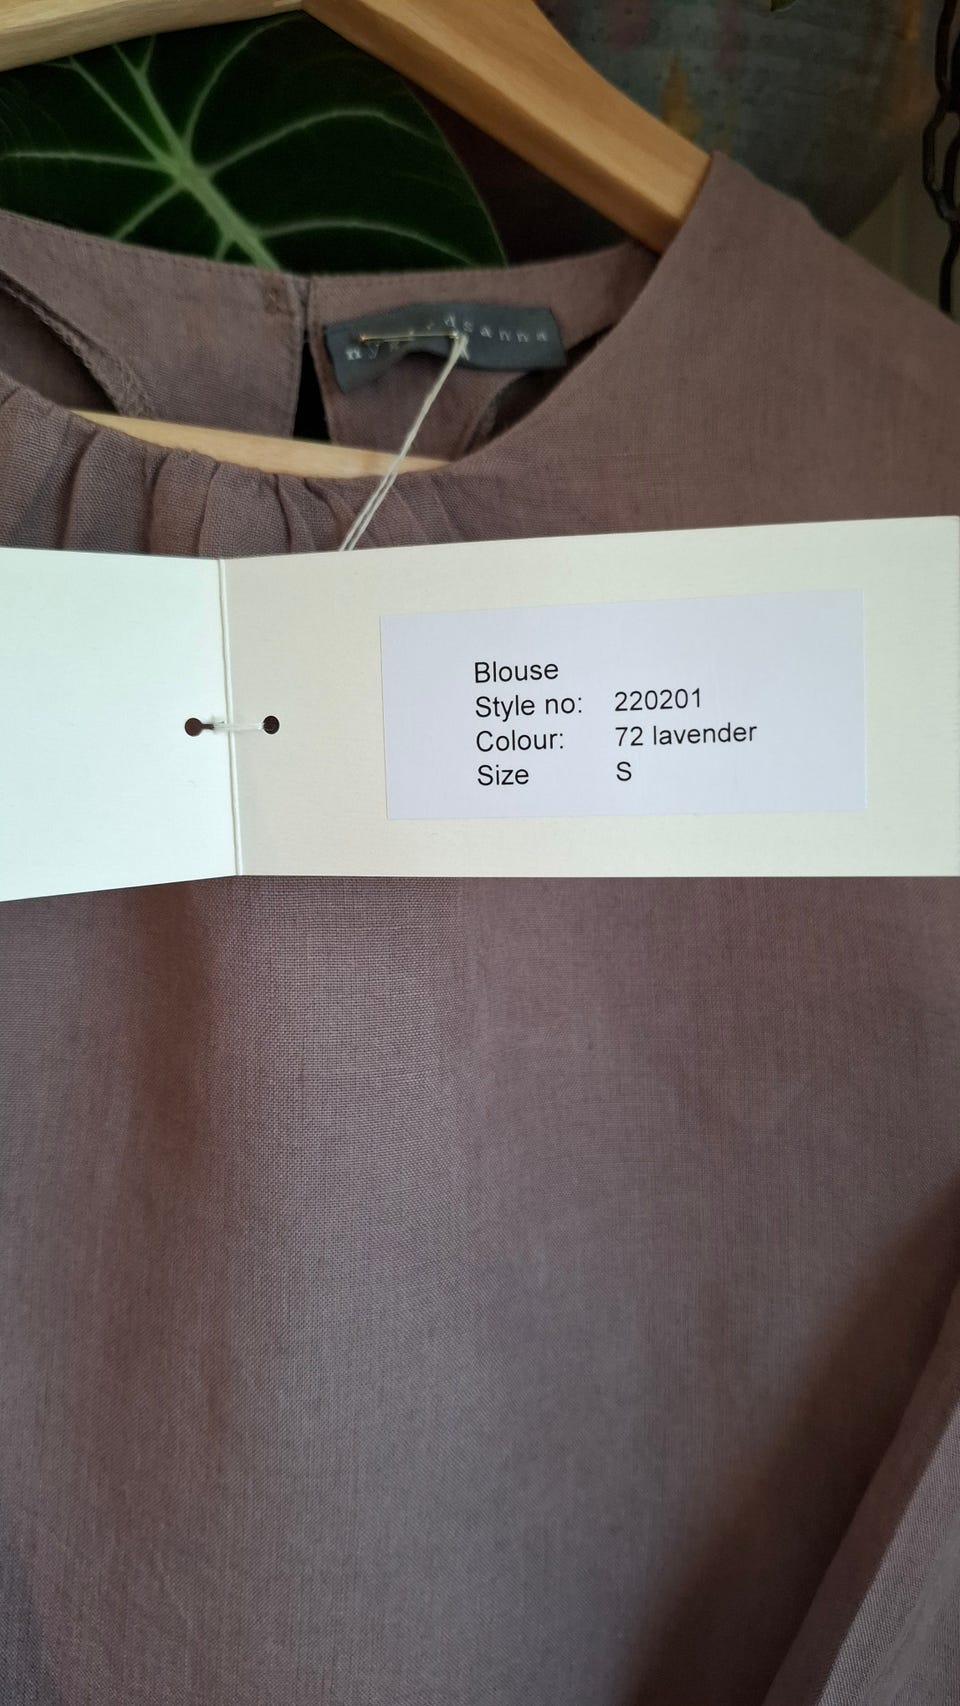 Blouse
Style no: 220201
Colour: 72 lavender
Size S